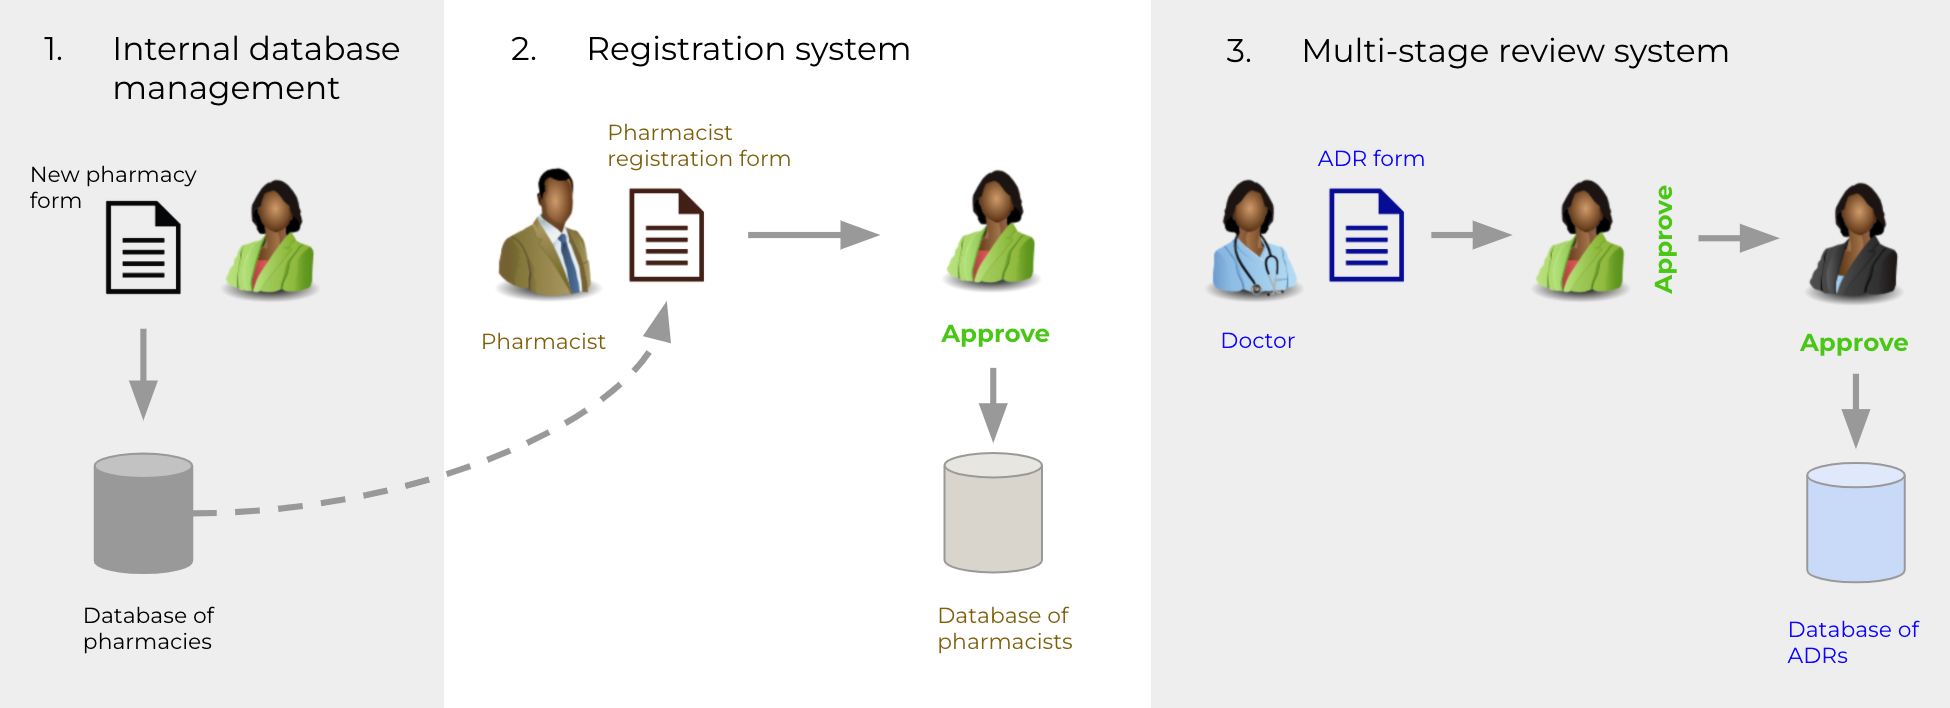 1. Internal database
management
New pharmacy
form
Database of
pharmacies
2. Registration system
Pharmacist
registration form
Pharmacist
Approve
Database of
pharmacists
3. Multi-stage review system
ADR form
Doctor
Approve
Approve
Database of
ADRs